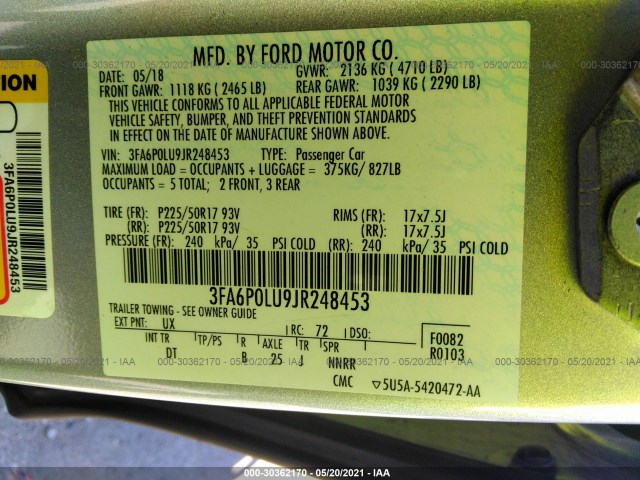 MFD. BY FORD MOTOR CO.
DATE: 05/18 GVWR: 2136 KG ( 4710 LB)
FRONT GAWR: 1118 KG ( 2465 LB) REAR GAWR: 1039 KG ( 2290 LB)
THIS VEHICLE CONFORMS TO ALL APPLICABLE FEDERAL MOTOR
VEHICLE SAFETY, BUMPER, AND THEFT PREVENTION STANDARDS
IN EFFECT ON THE DATE OF MANUFACTURE SHOWN ABOVE.
VIN: 3FA6P0LU9JR248453 TYPE: Passenger Car
MAXIMUM LOAD = OCCUPANTS + LUGGAGE = 375KG/ 827LB
OCCUPANTS = 5 TOTAL; 2 FRONT, 3 REAR
TIRE (FR): P225/50R17 93V RIMS (FR): 17x7.5J
(RR): P225/50R17 93V (RR): 17x7.5J
PRESSURE (FR): 240 kPa/ 35 PSI COLD (RR): 240 kPa/ 35 PSI COLD
3FA6P0LU9JR248453
TRAILER TOWING - SEE OWNER GUIDE
EXT PNT: UX RC: 72 DSO:
F0082
R0103
INT TR TP/PS R AXLE TR SPR
DT B 25 J NNRR
CMC ▽5U5A-5420472-AA
TION
3FA6P0LU9JR248453
000-30362170 - 05/20/2021 - IAA